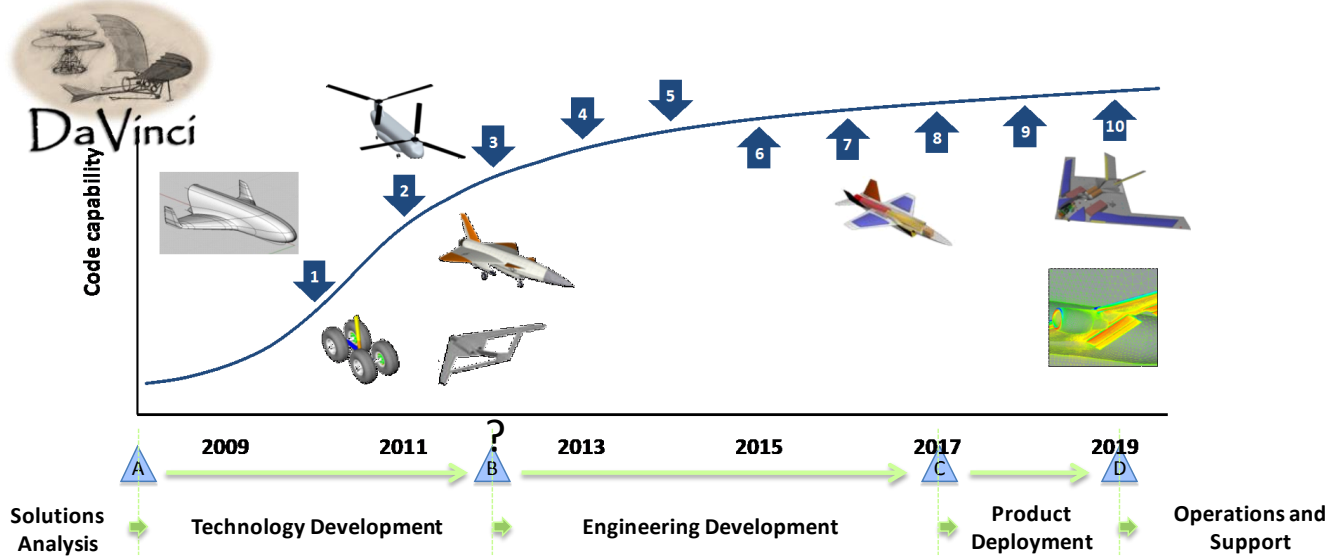 DaVinci
Code capability
1
2
3
4
5
6
7
8
9
10
?
2009
2011
2013
2015
2017
2019
A
B
C
D
Solutions
Analysis
Technology Development
Engineering Development
Product
Deployment
Operations and
Support